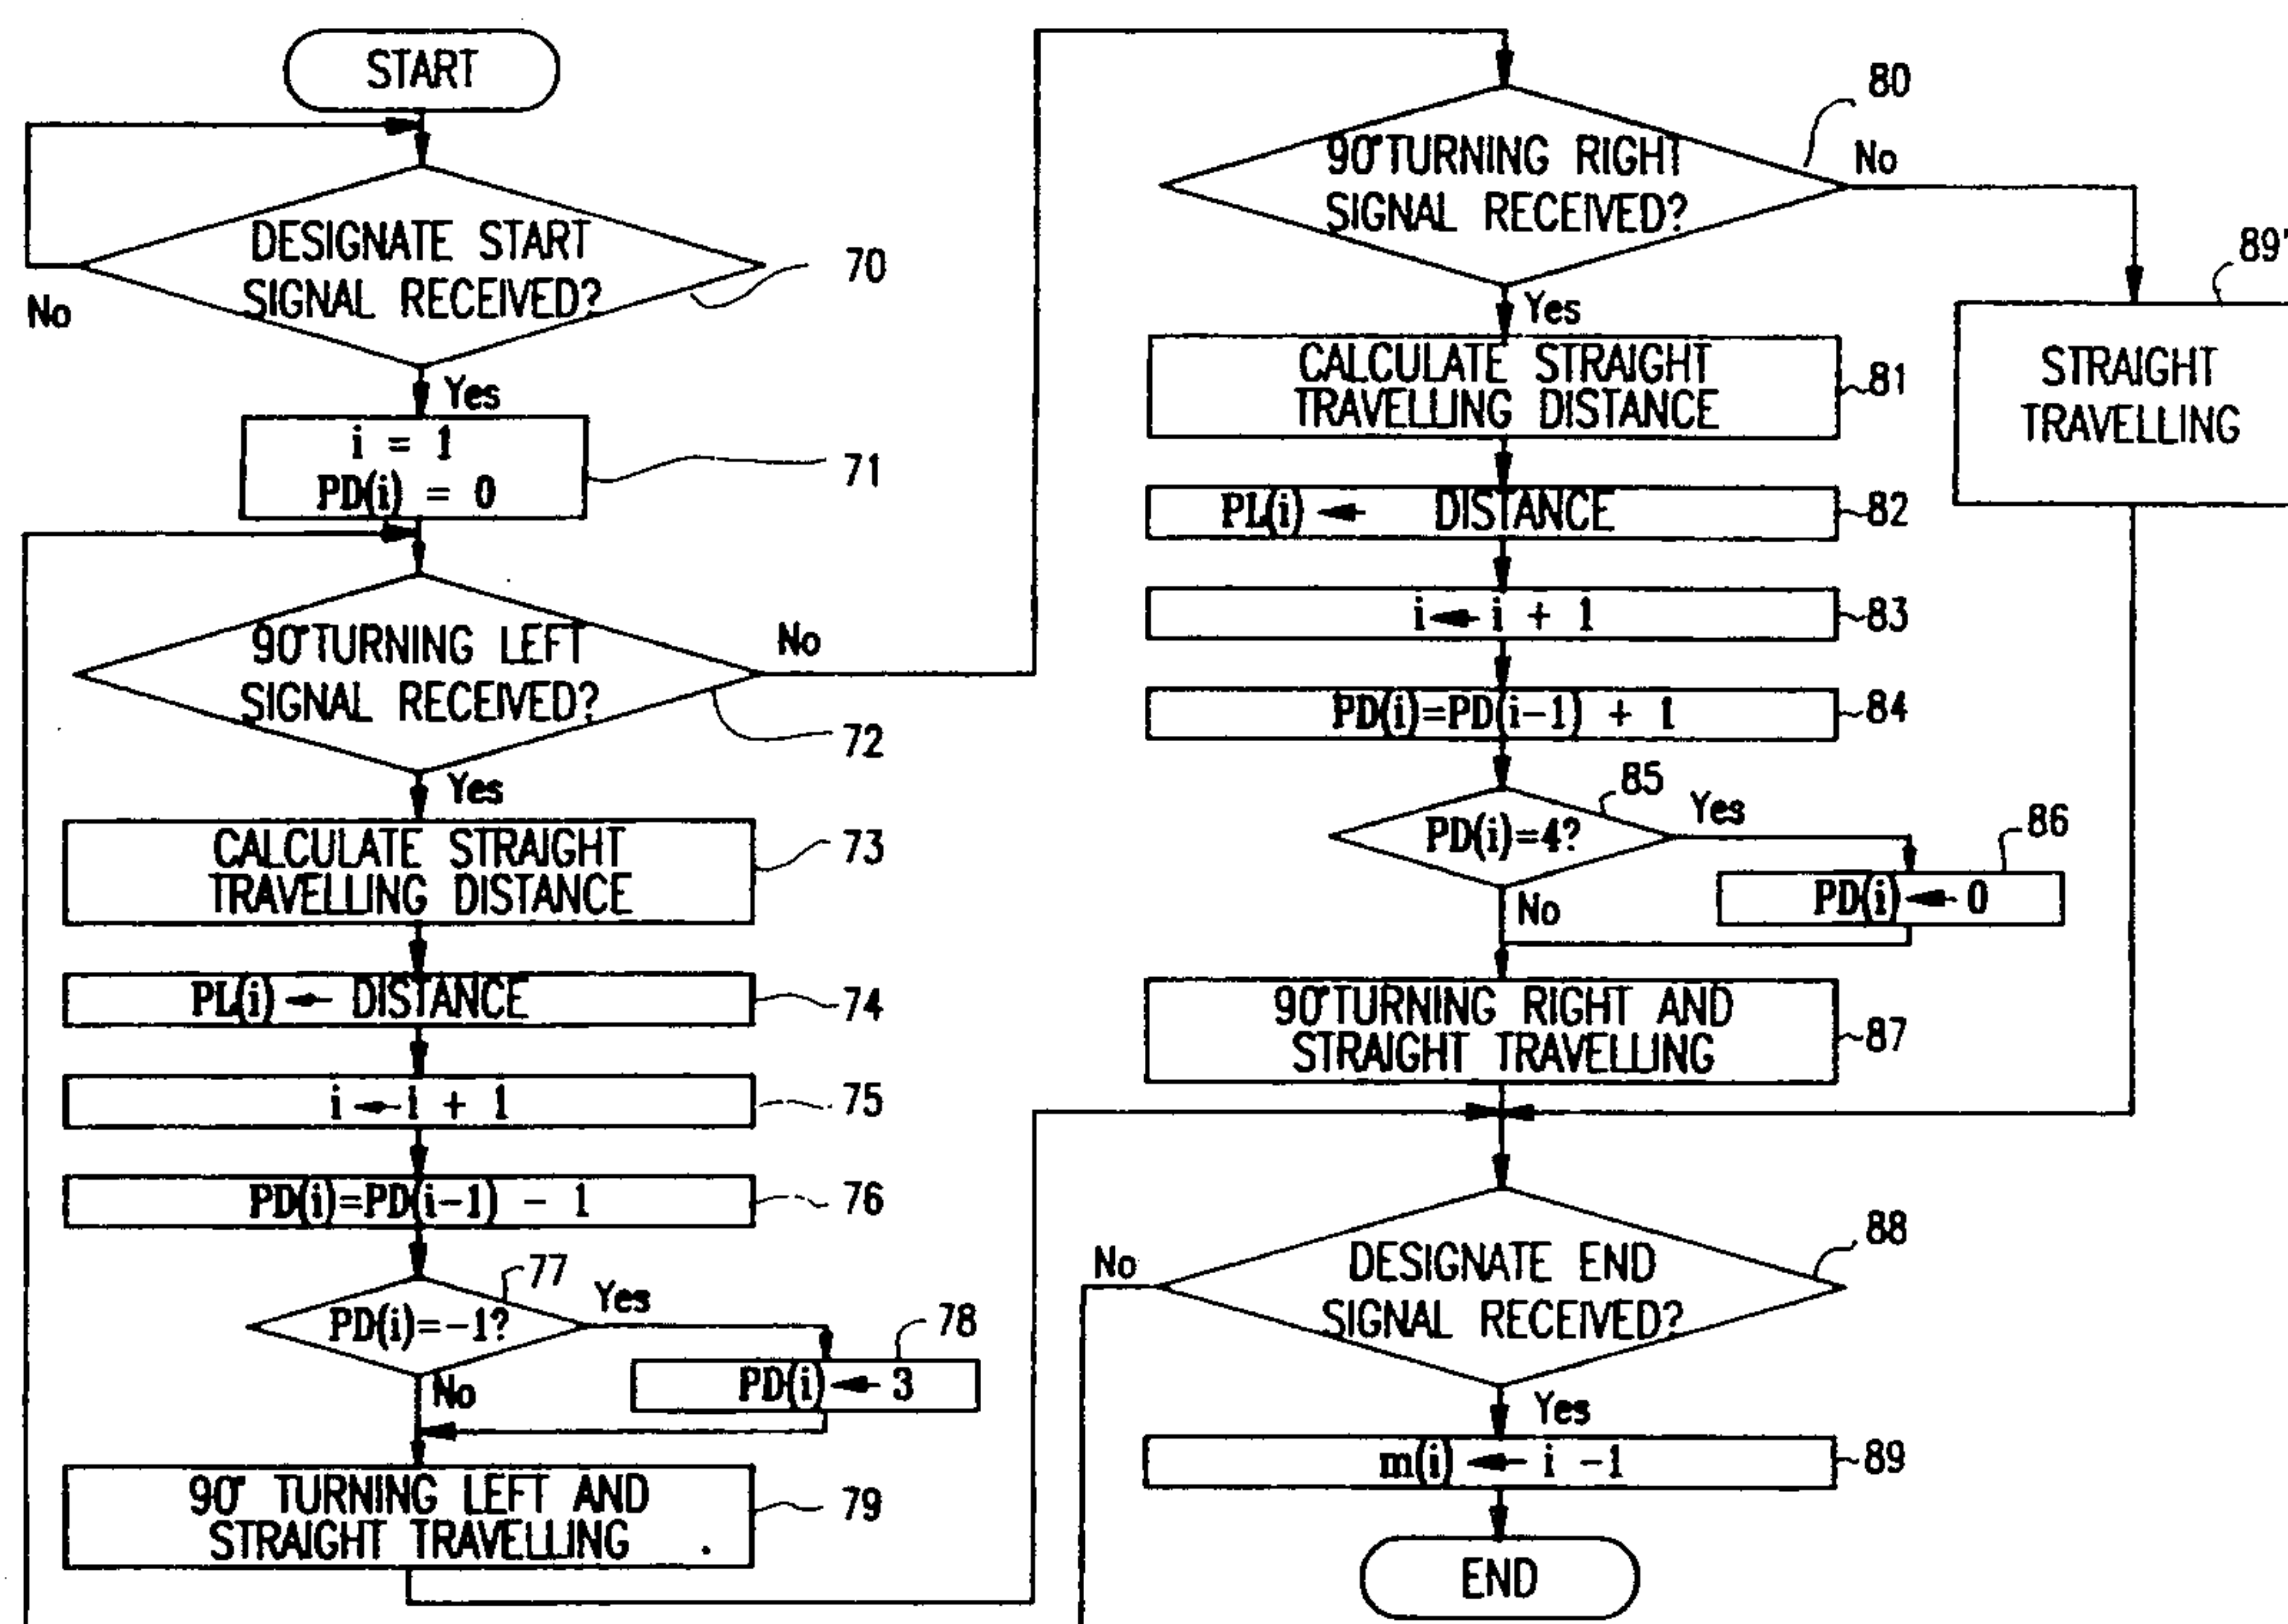 START
DESIGNATE START
SIGNAL RECEIVED?
70
No
Yes
i = 1
PD(i) = 0
71
90°TURNING LEFT
SIGNAL RECEIVED?
No
72
Yes
CALCULATE STRAIGHT
TRAVELLING DISTANCE
73
PL(i) ← DISTANCE
74
i ← i + 1
75
PD(i)=PD(i-1) - 1
76
77
PD(i)=-1?
Yes
78
PD(i) ← 3
No
90° TURNING LEFT AND
STRAIGHT TRAVELLING
79
80
90°TURNING RIGHT
SIGNAL RECEIVED?
No
89'
STRAIGHT
TRAVELLING
Yes
CALCULATE STRAIGHT
TRAVELLING DISTANCE
81
PL(i) ← DISTANCE
82
i ← i + 1
83
PD(i)=PD(i-1) + 1
84
85
PD(i)=4?
Yes
86
PD(i) ← 0
No
90°TURNING RIGHT AND
STRAIGHT TRAVELLING
87
88
No
DESIGNATE END
SIGNAL RECEIVED?
Yes
m(i) ← i -1
89
END